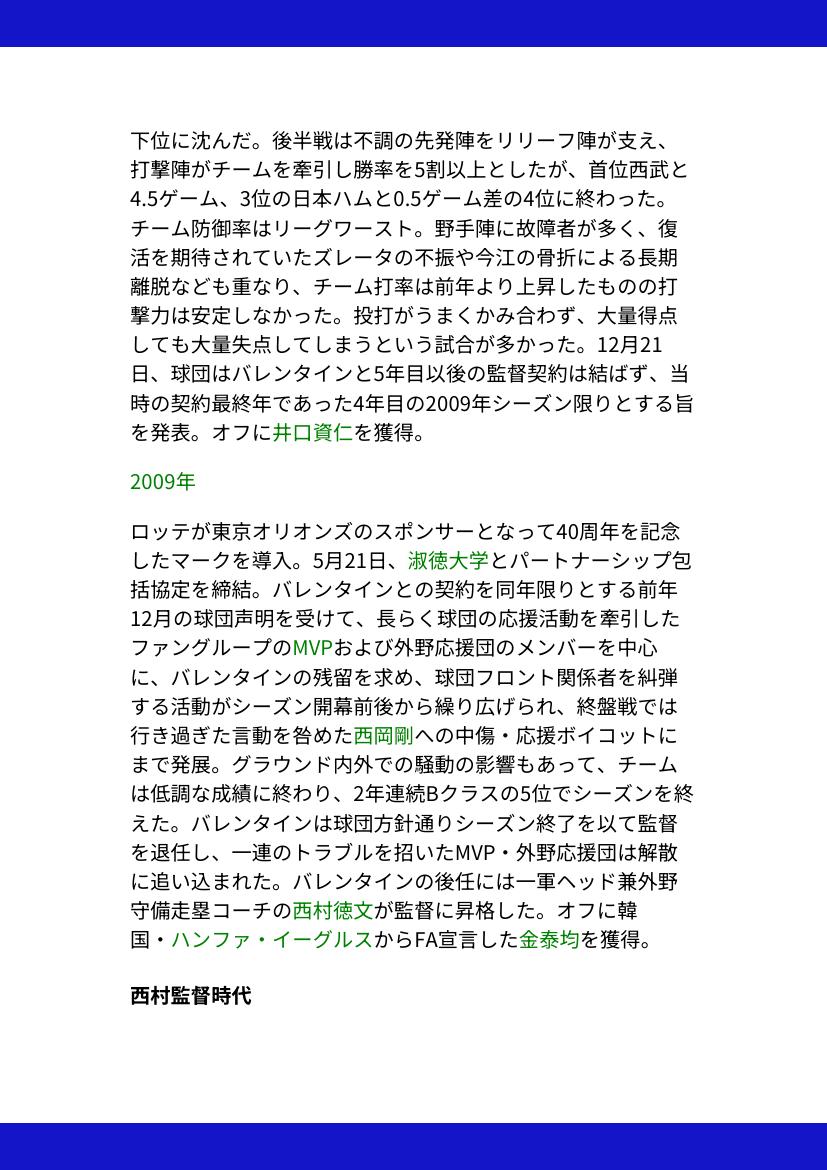 下位に沈んだ。後半戦は不調の先発陣をリリーフ陣が支え、
打撃陣がチームを牽引し勝率を5割以上としたが、首位西武と
4.5ゲーム、3位の日本ハムと0.5ゲーム差の4位に終わった。
チーム防御率はリーグワースト。野手陣に故障者が多く、復
活を期待されていたズレータの不振や今江の骨折による長期
離脱なども重なり、チーム打率は前年より上昇したものの打
撃力は安定しなかった。投打がうまくかみ合わず、大量得点
しても大量失点してしまうという試合が多かった。12月21
日、球団はバレンタインと5年目以後の監督契約は結ばず、当
時の契約最終年であった4年目の2009年シーズン限りとする旨
を発表。オフに井口資仁を獲得。
2009年
ロッテが東京オリオンズのスポンサーとなって40周年を記念
したマークを導入。5月21日、淑徳大学とパートナーシップ包
括協定を締結。バレンタインとの契約を同年限りとする前年
12月の球団声明を受けて、長らく球団の応援活動を牽引した
ファングループのMVPおよび外野応援団のメンバーを中心
に、バレンタインの残留を求め、球団フロント関係者を糾弾
する活動がシーズン開幕前後から繰り広げられ、終盤戦では
行き過ぎた言動を咎めた西岡剛への中傷・応援ボイコットに
まで発展。グラウンド内外での騒動の影響もあって、チーム
は低調な成績に終わり、2年連続Bクラスの5位でシーズンを終
えた。バレンタインは球団方針通りシーズン終了を以て監督
を退任し、一連のトラブルを招いたMVP・外野応援団は解散
に追い込まれた。バレンタインの後任には一軍ヘッド兼外野
守備走塁コーチの西村徳文が監督に昇格した。オフに韓
国・ハンファ・イーグルスからFA宣言した金泰均を獲得。
西村監督時代